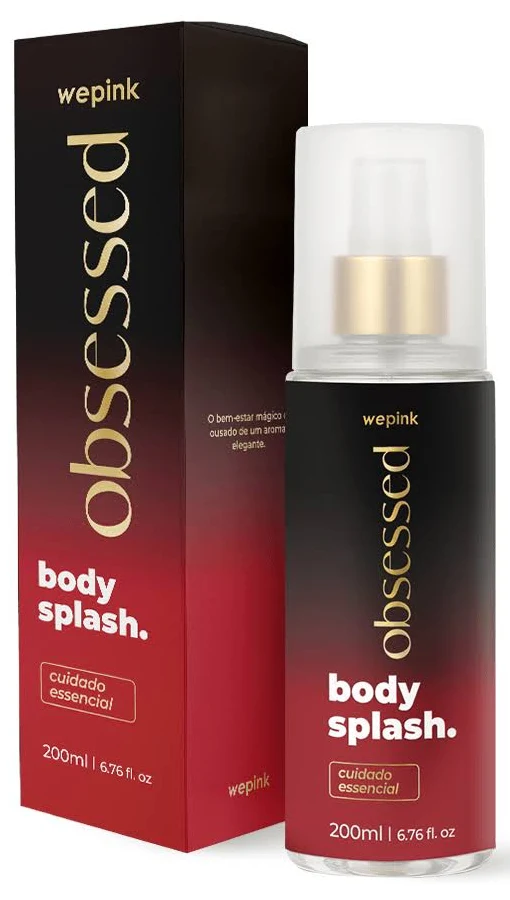 wepink
obsessed
body
splash.
cuidado
essencial
200ml | 6.76 fl. oz
O bem-estar mágico
ousado de um aroma
elegante.
wepink
wepink
obsessed
body
splash.
cuidado
essencial
200ml | 6.76 fl. oz